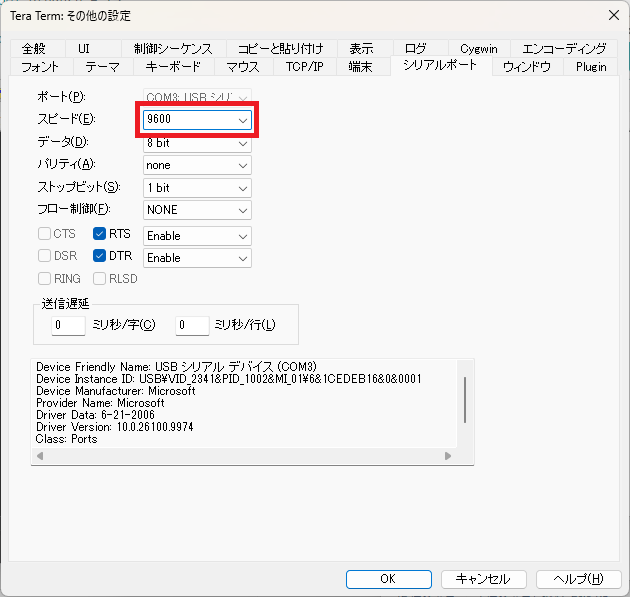 Tera Term: その他の設定
全般 UI 制御シーケンス コピーと貼り付け 表示 ログ Cygwin エンコーディング
フォント テーマ キーボード マウス TCP/IP 端末 シリアルポート ウィンドウ Plugin
ポート(P): COM3: USB シリ
スピード(E): 9600
データ(D): 8 bit
パリティ(A): none
ストップビット(S): 1 bit
フロー制御(F): NONE
CTS RTS Enable
DSR DTR Enable
RING RLSD
送信遅延
0 ミリ秒/字(C) 0 ミリ秒/行(L)
Device Friendly Name: USB シリアル デバイス (COM3)
Device Instance ID: USB¥VID_2341&PID_1002&MI_01¥6&1CEDEB16&0&0001
Device Manufacturer: Microsoft
Provider Name: Microsoft
Driver Data: 6-21-2006
Driver Version: 10.0.26100.9974
Class: Ports
OK キャンセル ヘルプ(H)